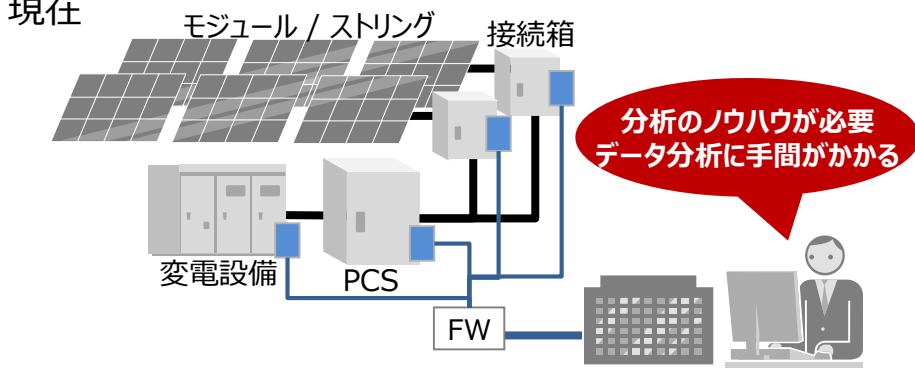 現在
モジュール / ストリング
接続箱
分析のノウハウが必要
データ分析に手間がかかる
変電設備
PCS
FW